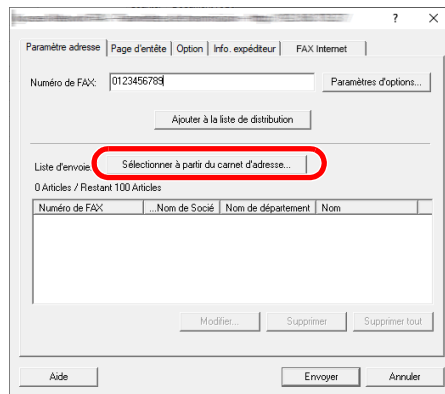 ? ×
Paramètre adresse Page d'entête Option Info. expéditeur FAX Internet
Numéro de FAX: 0123456789 Paramètres d'options...
Ajouter à la liste de distribution
Liste d'envoie: Sélectionner à partir du carnet d'adresse...
0 Articles / Restant 100 Articles
Numéro de FAX ...Nom de Socié Nom de département Nom
Modifier... Supprimer Supprimer tout
Aide Envoyer Annuler